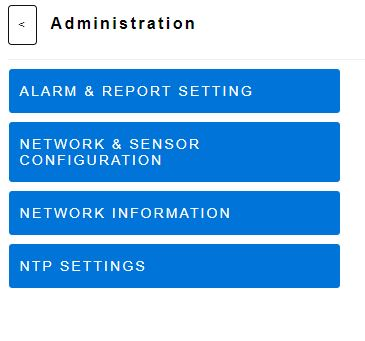 < Administration
ALARM & REPORT SETTING
NETWORK & SENSOR
CONFIGURATION
NETWORK INFORMATION
NTP SETTINGS